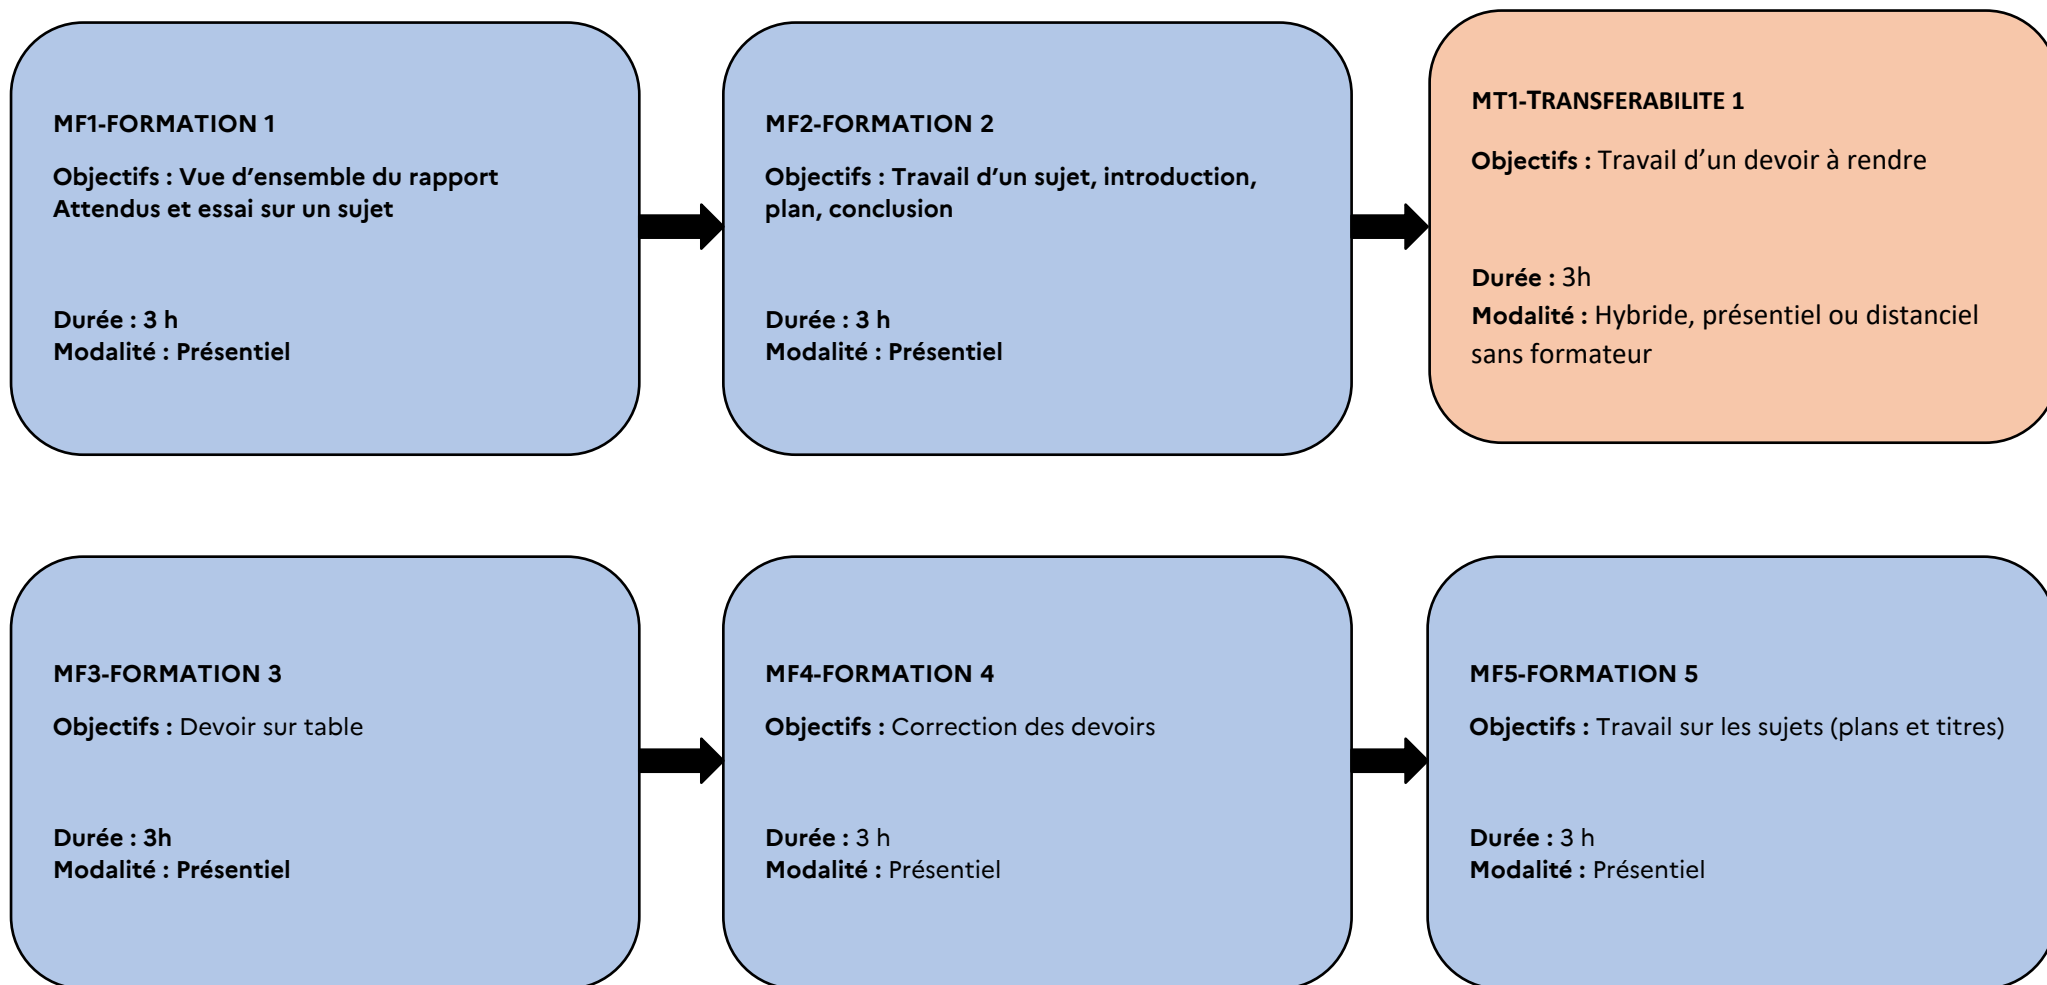 MF1-FORMATION 1
Objectifs : Vue d’ensemble du rapport
Attendus et essai sur un sujet
Durée : 3 h
Modalité : Présentiel
MF2-FORMATION 2
Objectifs : Travail d’un sujet, introduction,
plan, conclusion
Durée : 3 h
Modalité : Présentiel
MT1-TRANSFERABILITE 1
Objectifs : Travail d’un devoir à rendre
Durée : 3h
Modalité : Hybride, présentiel ou distanciel
sans formateur
MF3-FORMATION 3
Objectifs : Devoir sur table
Durée : 3h
Modalité : Présentiel
MF4-FORMATION 4
Objectifs : Correction des devoirs
Durée : 3 h
Modalité : Présentiel
MF5-FORMATION 5
Objectifs : Travail sur les sujets (plans et titres)
Durée : 3 h
Modalité : Présentiel